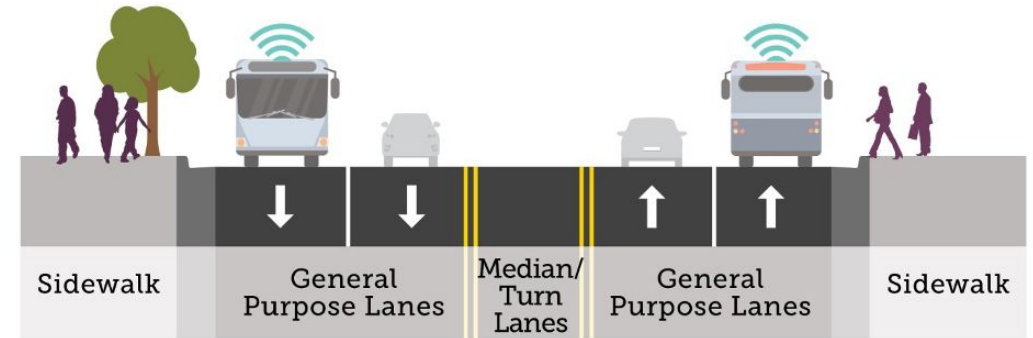 Sidewalk
General
Purpose Lanes
Median/
Turn
Lanes
General
Purpose Lanes
Sidewalk